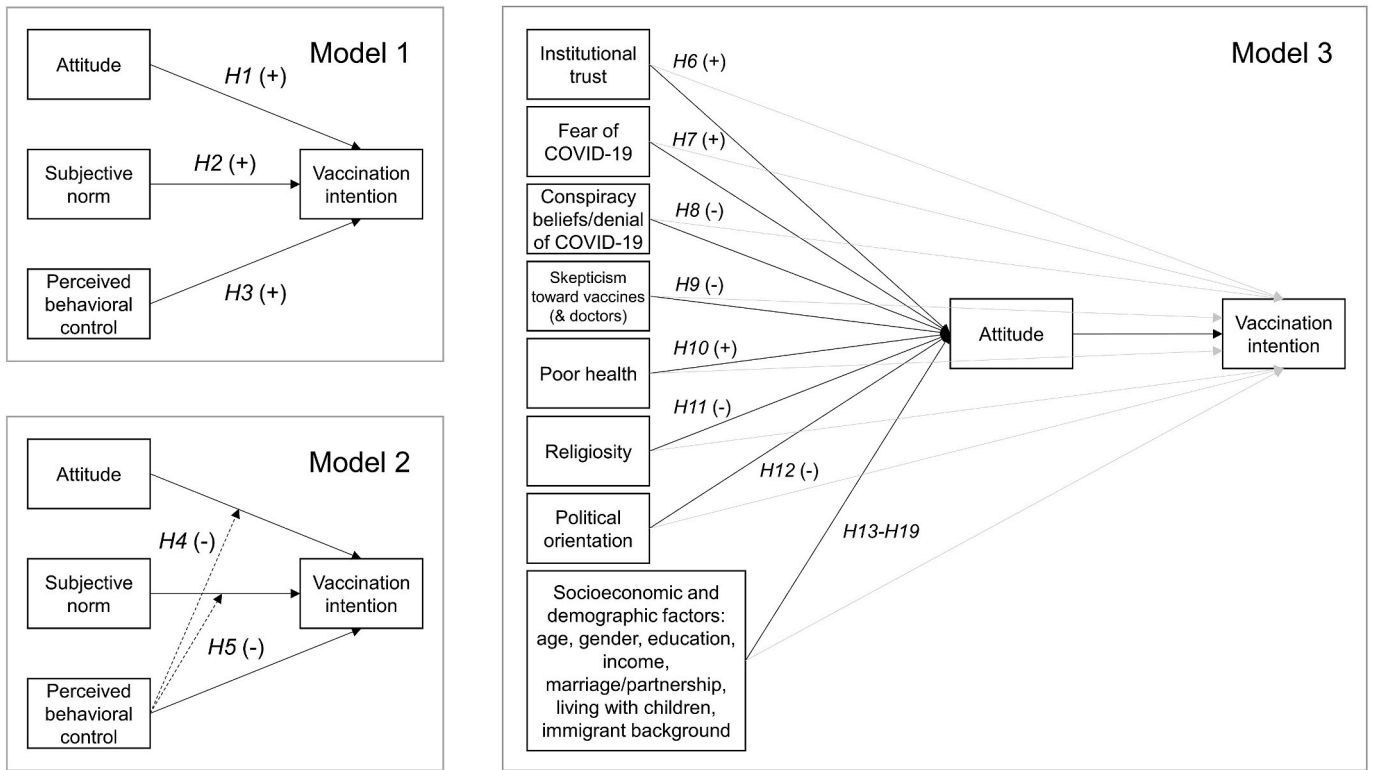 Model 1
Attitude
H1 (+)
Subjective
norm
H2 (+)
Vaccination
intention
Perceived
behavioral
control
H3 (+)
Model 2
Attitude
H4 (-)
Subjective
norm
Vaccination
intention
H5 (-)
Perceived
behavioral
control
Model 3
Institutional
trust
H6 (+)
Fear of
COVID-19
H7 (+)
Conspiracy
beliefs/denial
of COVID-19
H8 (-)
Skepticism
toward vaccines
(& doctors)
H9 (-)
Poor health
H10 (+)
Religiosity
H11 (-)
Political
orientation
H12 (-)
Socioeconomic and
demographic factors:
age, gender, education,
income,
marriage/partnership,
living with children,
immigrant background
H13-H19
Attitude
Vaccination
intention